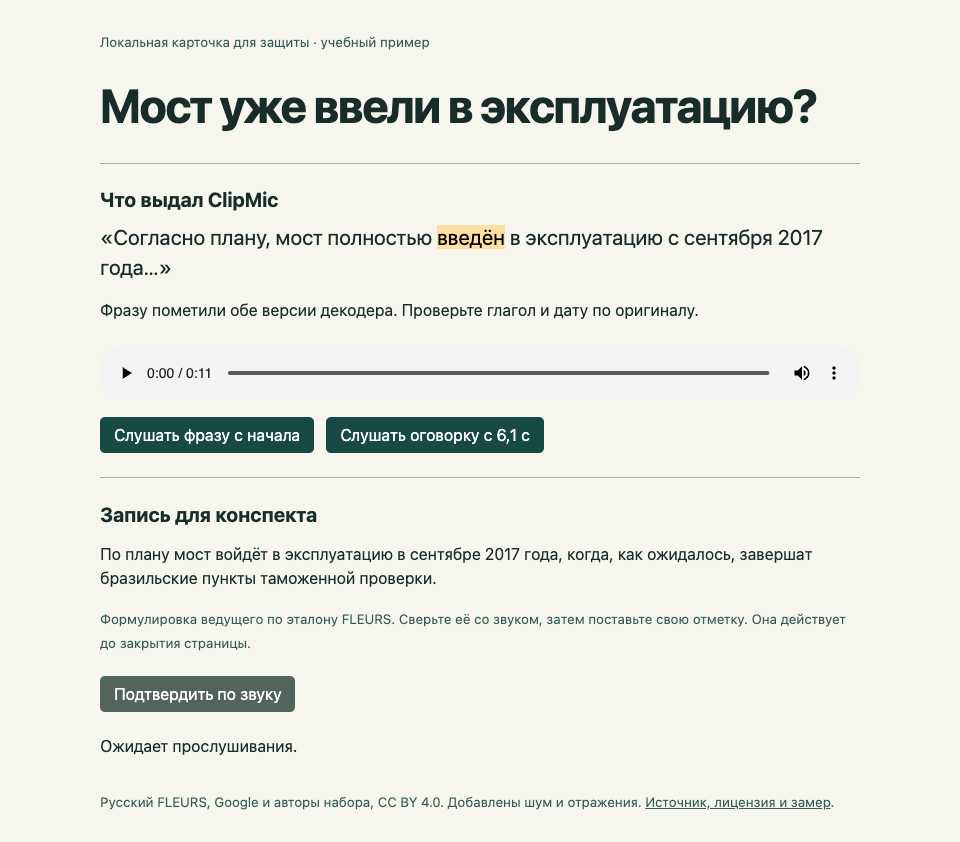 Локальная карточка для защиты · учебный пример
Мост уже ввели в эксплуатацию?
Что выдал ClipMic
«Согласно плану, мост полностью введён в эксплуатацию с сентября 2017
года…»
Фразу пометили обе версии декодера. Проверьте глагол и дату по оригиналу.
0:00 / 0:11
Слушать фразу с начала
Слушать оговорку с 6,1 с
Запись для конспекта
По плану мост войдёт в эксплуатацию в сентябре 2017 года, когда, как ожидалось, завершат
бразильские пункты таможенной проверки.
Формулировка ведущего по эталону FLEURS. Сверьте её со звуком, затем поставьте свою отметку. Она действует
до закрытия страницы.
Подтвердить по звуку
Ожидает прослушивания.
Русский FLEURS, Google и авторы набора, CC BY 4.0. Добавлены шум и отражения. Источник, лицензия и замер.